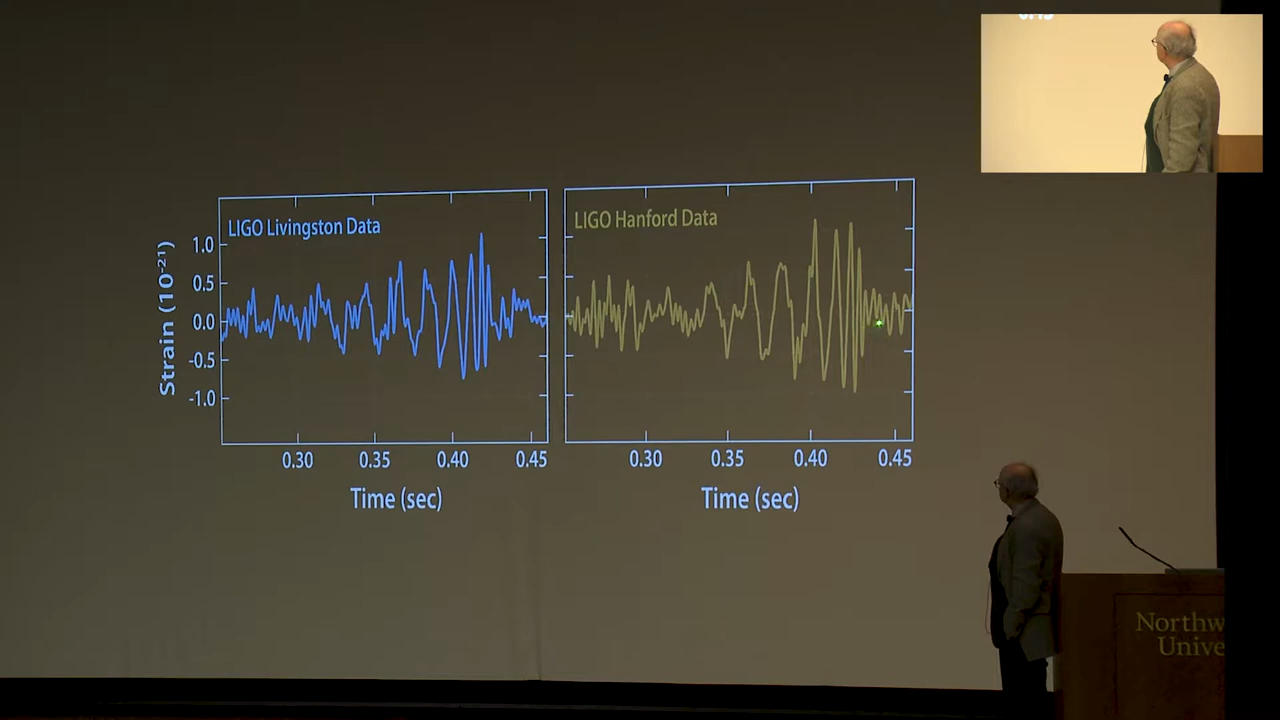 LIGO Livingston Data
LIGO Hanford Data
Strain (10⁻²¹)
1.0
0.5
0.0
-0.5
-1.0
0.30
0.35
0.40
0.45
0.30
0.35
0.40
0.45
Time (sec)
Time (sec)
Northw
Unive